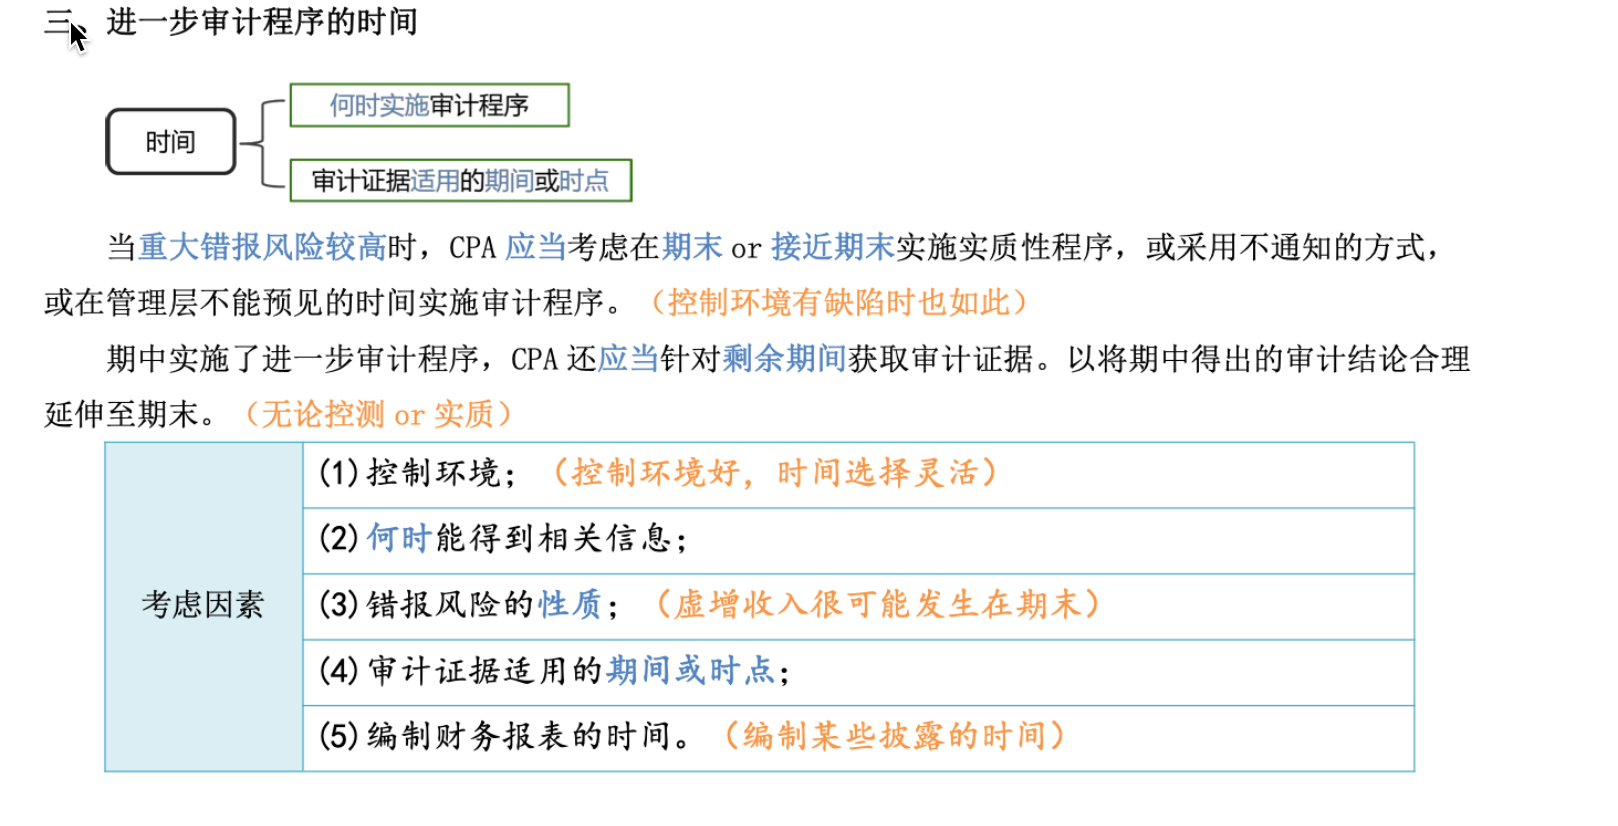 三、进一步审计程序的时间
时间
何时实施审计程序
审计证据适用的期间或时点
当重大错报风险较高时，CPA 应当考虑在期末 or 接近期末实施实质性程序，或采用不通知的方式，
或在管理层不能预见的时间实施审计程序。（控制环境有缺陷时也如此）
期中实施了进一步审计程序，CPA 还应当针对剩余期间获取审计证据。以将期中得出的审计结论合理
延伸至期末。（无论控测 or 实质）
考虑因素
(1)控制环境；（控制环境好，时间选择灵活）
(2)何时能得到相关信息；
(3)错报风险的性质；（虚增收入很可能发生在期末）
(4)审计证据适用的期间或时点；
(5)编制财务报表的时间。（编制某些披露的时间）